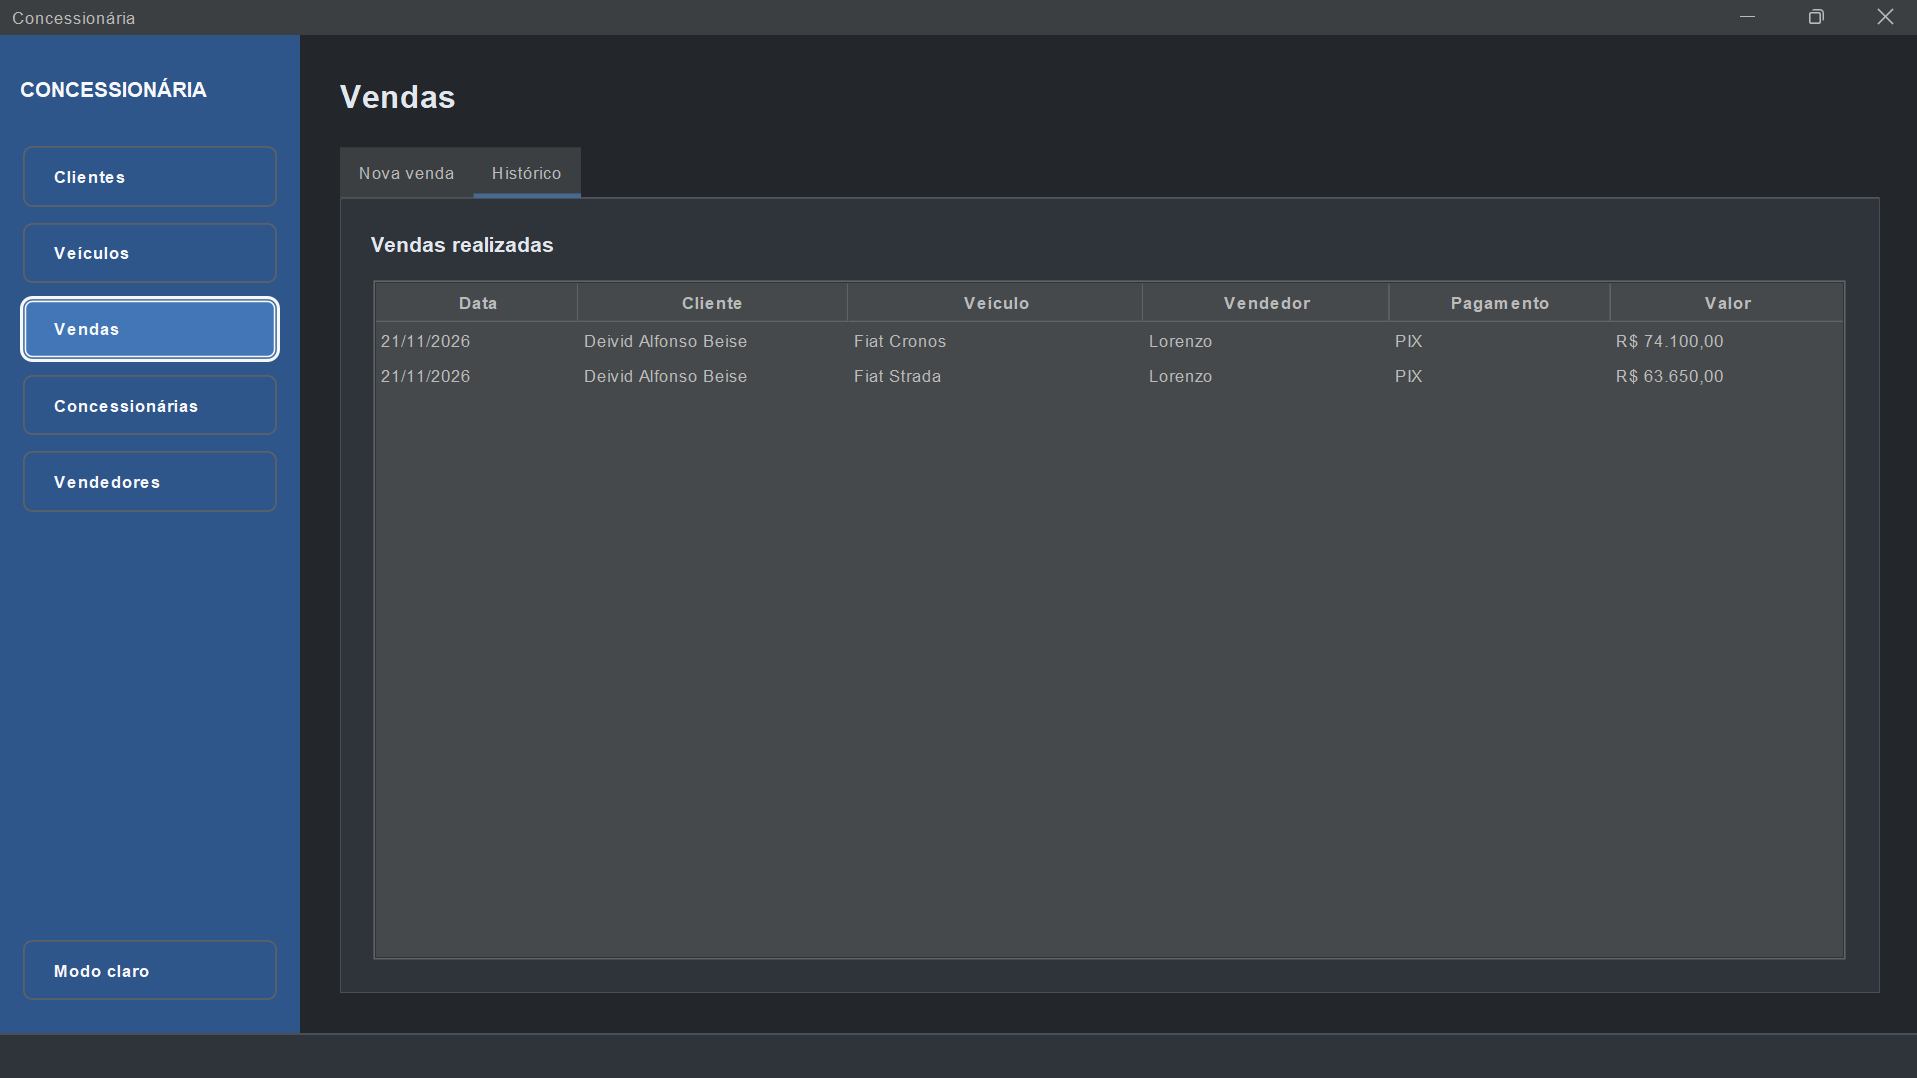 Concessionária
CONCESSIONÁRIA
Clientes
Veículos
Vendas
Concessionárias
Vendedores
Modo claro
Vendas
Nova venda Histórico
Vendas realizadas
Data Cliente Veículo Vendedor Pagamento Valor
21/11/2026 Deivid Alfonso Beise Fiat Cronos Lorenzo PIX R$ 74.100,00
21/11/2026 Deivid Alfonso Beise Fiat Strada Lorenzo PIX R$ 63.650,00